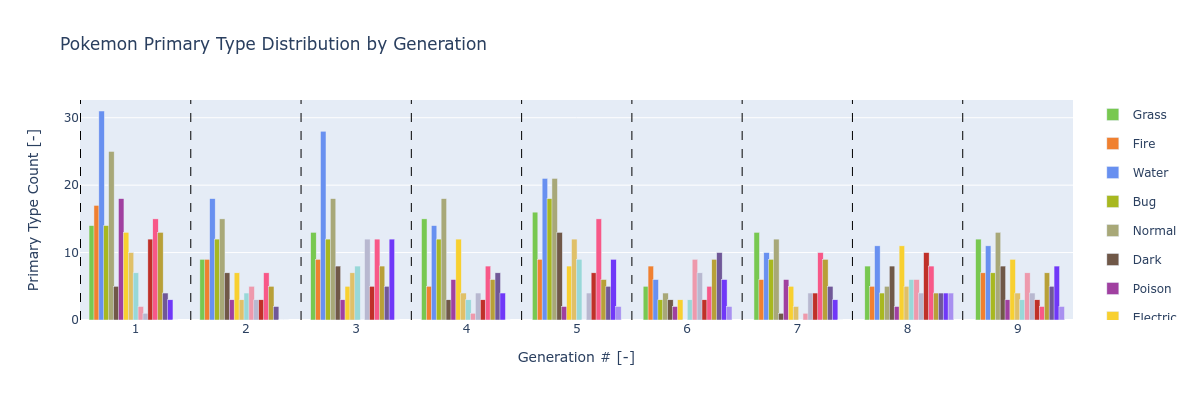 Pokemon Primary Type Distribution by Generation
Primary Type Count [-]
30
20
10
0
1 2 3 4 5 6 7 8 9
Generation # [-]
Grass
Fire
Water
Bug
Normal
Dark
Poison
Electric